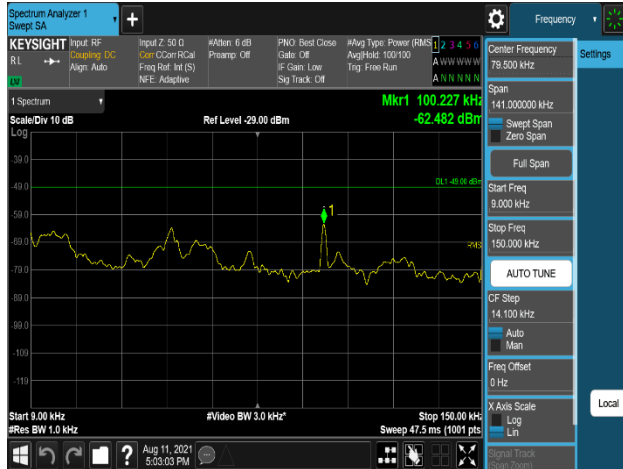 Spectrum Analyzer 1
Swept SA
+
Frequency
KEYSIGHT
RL
Input: RF
Coupling: DC
Align: Auto
Input Z: 50 Ω
Corr CCorr RCal
Freq Ref: Int (S)
NFE: Adaptive
#Atten: 6 dB
Preamp: Off
PNO: Best Close
Gate: Off
IF Gain: Low
Sig Track: Off
#Avg Type: Power (RMS
Avg|Hold: 100/100
Trig: Free Run
1 2 3 4 5 6
A W W W W W
A N N N N N
1 Spectrum
Scale/Div 10 dB
Log
Ref Level -29.00 dBm
Mkr1 100.227 kHz
-62.482 dBm
-39.0
-49.0
-59.0
-69.0
-79.0
-89.0
-99.0
-109
-119
DL1 -49.00 dBm
1
RMS
Start 9.00 kHz
#Res BW 1.0 kHz
#Video BW 3.0 kHz*
Stop 150.00 kHz
Sweep 47.5 ms (1001 pts
Center Frequency
79.500 kHz
Span
141.000000 kHz
Swept Span
Zero Span
Full Span
Start Freq
9.000 kHz
Stop Freq
150.000 kHz
AUTO TUNE
CF Step
14.100 kHz
Auto
Man
Freq Offset
0 Hz
X Axis Scale
Log
Lin
Signal Track
(Span Zoom)
Settings
Local
?
Aug 11, 2021
5:03:03 PM